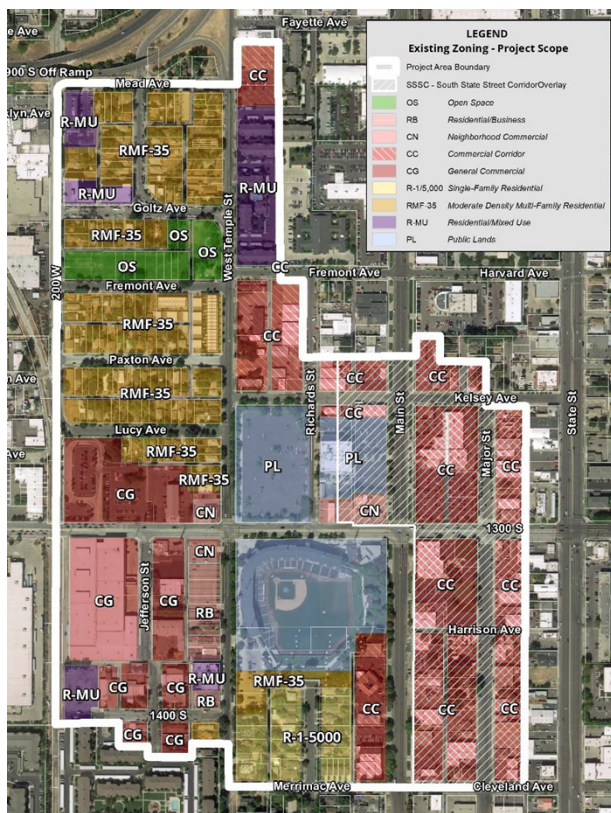 Fayette Ave
e Ave
900 S Off Ramp
Mead Ave
klyn Ave
LEGEND
Existing Zoning - Project Scope
Project Area Boundary
SSSC - South State Street CorridorOverlay
OS Open Space
RB Residential/Business
CN Neighborhood Commercial
CC Commercial Corridor
CG General Commercial
R-1/5,000 Single-Family Residential
RMF-35 Moderate Density Multi-Family Residential
R-MU Residential/Mixed Use
PL Public Lands
CC
R-MU
RMF-35
R-MU
R-MU
Goltz Ave
West Temple St
RMF-35
OS
OS
OS
200 W
CC
Fremont Ave
Fremont Ave
Harvard Ave
RMF-35
CC
Paxton Ave
n Ave
RMF-35
Richards St
CC
Main St
CC
Kelsey Ave
State St
Lucy Ave
Ave
CC
RMF-35
PL
PL
CC
Major St
CC
RMF-35
CG
CN
CN
1300 S
CN
CG
Jefferson St
CG
RB
CC
CC
Harrison Ave
R-MU
CG
CG
R-MU
RMF-35
RB
CC
CC
CC
1400 S
CG
CG
R-1-5000
Merrimac Ave
Cleveland Ave